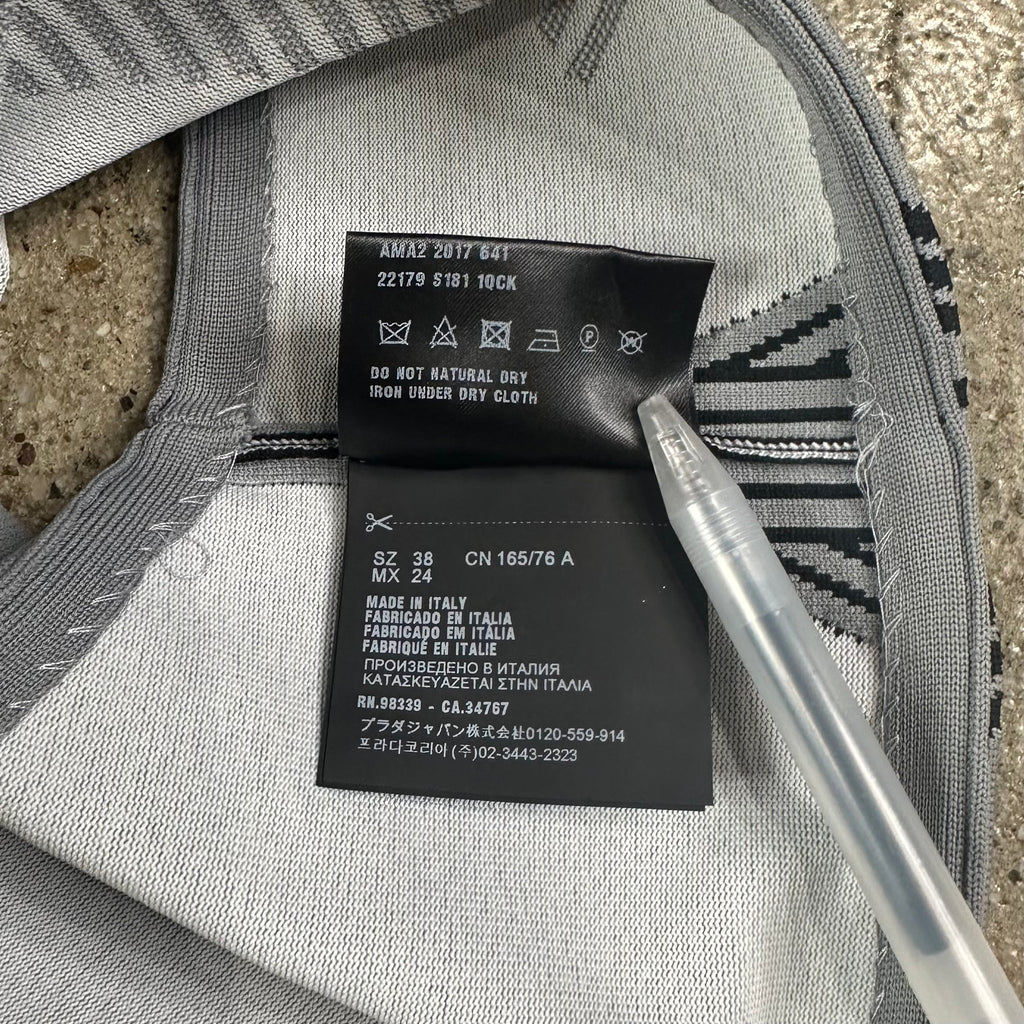 AMA2 2017 641
22179 S181 1QCK
P
W
DO NOT NATURAL DRY
IRON UNDER DRY CLOTH
SZ 38 CN 165/76 A
MX 24
MADE IN ITALY
FABRICADO EN ITALIA
FABRICADO EM ITÁLIA
FABRIQUÉ EN ITALIE
ПРОИЗВЕДЕНО В ИТАЛИЯ
ΚΑΤΑΣΚΕΥΑΖΕΤΑΙ ΣΤΗΝ ΙΤΑΛΙΑ
RN.98339 - CA.34767
プラダジャパン株式会社0120-559-914
프라다코리아 (주)02-3443-2323